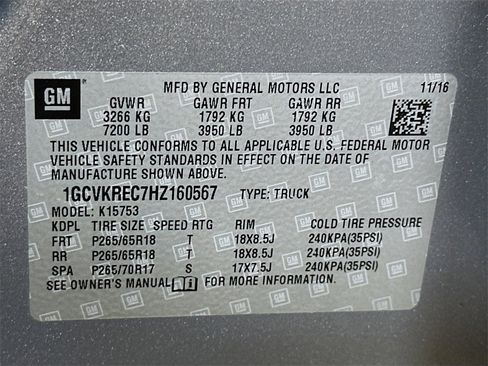 GM
MFD BY GENERAL MOTORS LLC 11/16
GVWR GAWR FRT GAWR RR
3266 KG 1792 KG 1792 KG
7200 LB 3950 LB 3950 LB
THIS VEHICLE CONFORMS TO ALL APPLICABLE U.S. FEDERAL MOTOR
VEHICLE SAFETY STANDARDS IN EFFECT ON THE DATE OF
MANUFACTURE SHOWN ABOVE.
1GCVKREC7HZ160567 TYPE: TRUCK
MODEL: K15753
KDPL TIRE SIZE SPEED RTG RIM COLD TIRE PRESSURE
FRT P265/65R18 T 18X8.5J 240KPA(35PSI)
RR P265/65R18 T 18X8.5J 240KPA(35PSI)
SPA P265/70R17 S 17X7.5J 240KPA(35PSI)
SEE OWNER'S MANUAL FOR MORE INFORMATION.